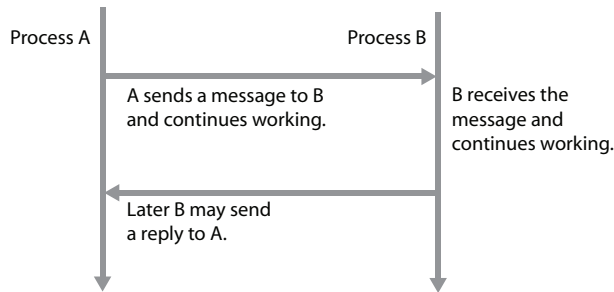 Process A
Process B
A sends a message to B
and continues working.
B receives the
message and
continues working.
Later B may send
a reply to A.